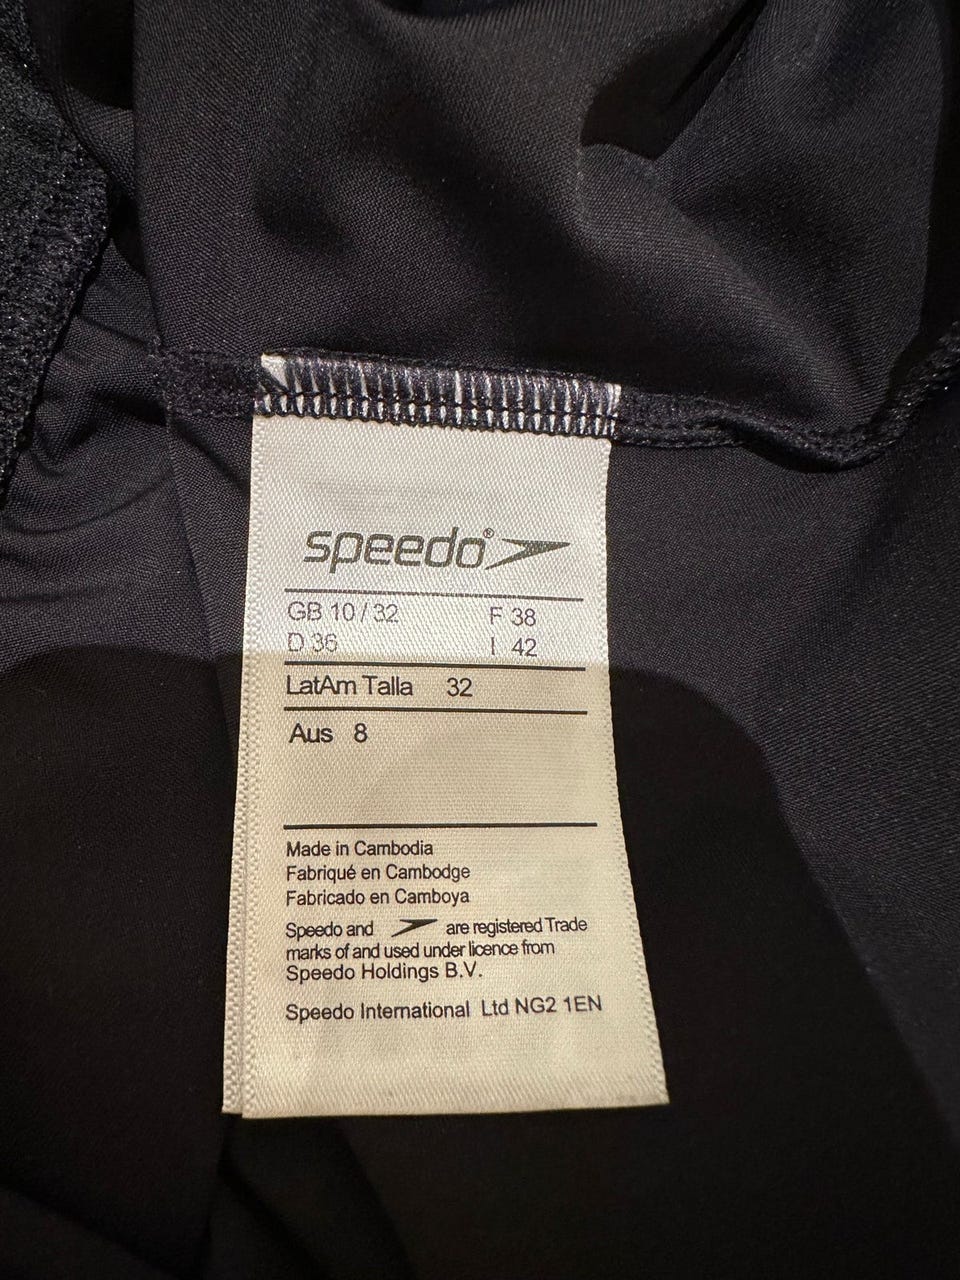 speedo®
GB 10 / 32 F 38
D 36 I 42
LatAm Talla 32
Aus 8
Made in Cambodia
Fabriqué en Cambodge
Fabricado en Camboya
Speedo and are registered Trade
marks of and used under licence from
Speedo Holdings B.V.
Speedo International Ltd NG2 1EN